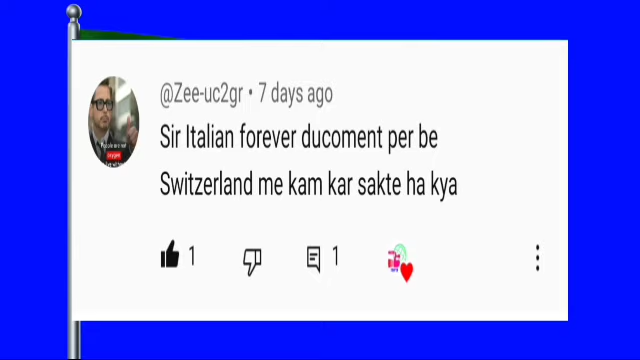 @Zee-uc2gr • 7 days ago
Sir Italian forever ducoment per be
Switzerland me kam kar sakte ha kya
1
1